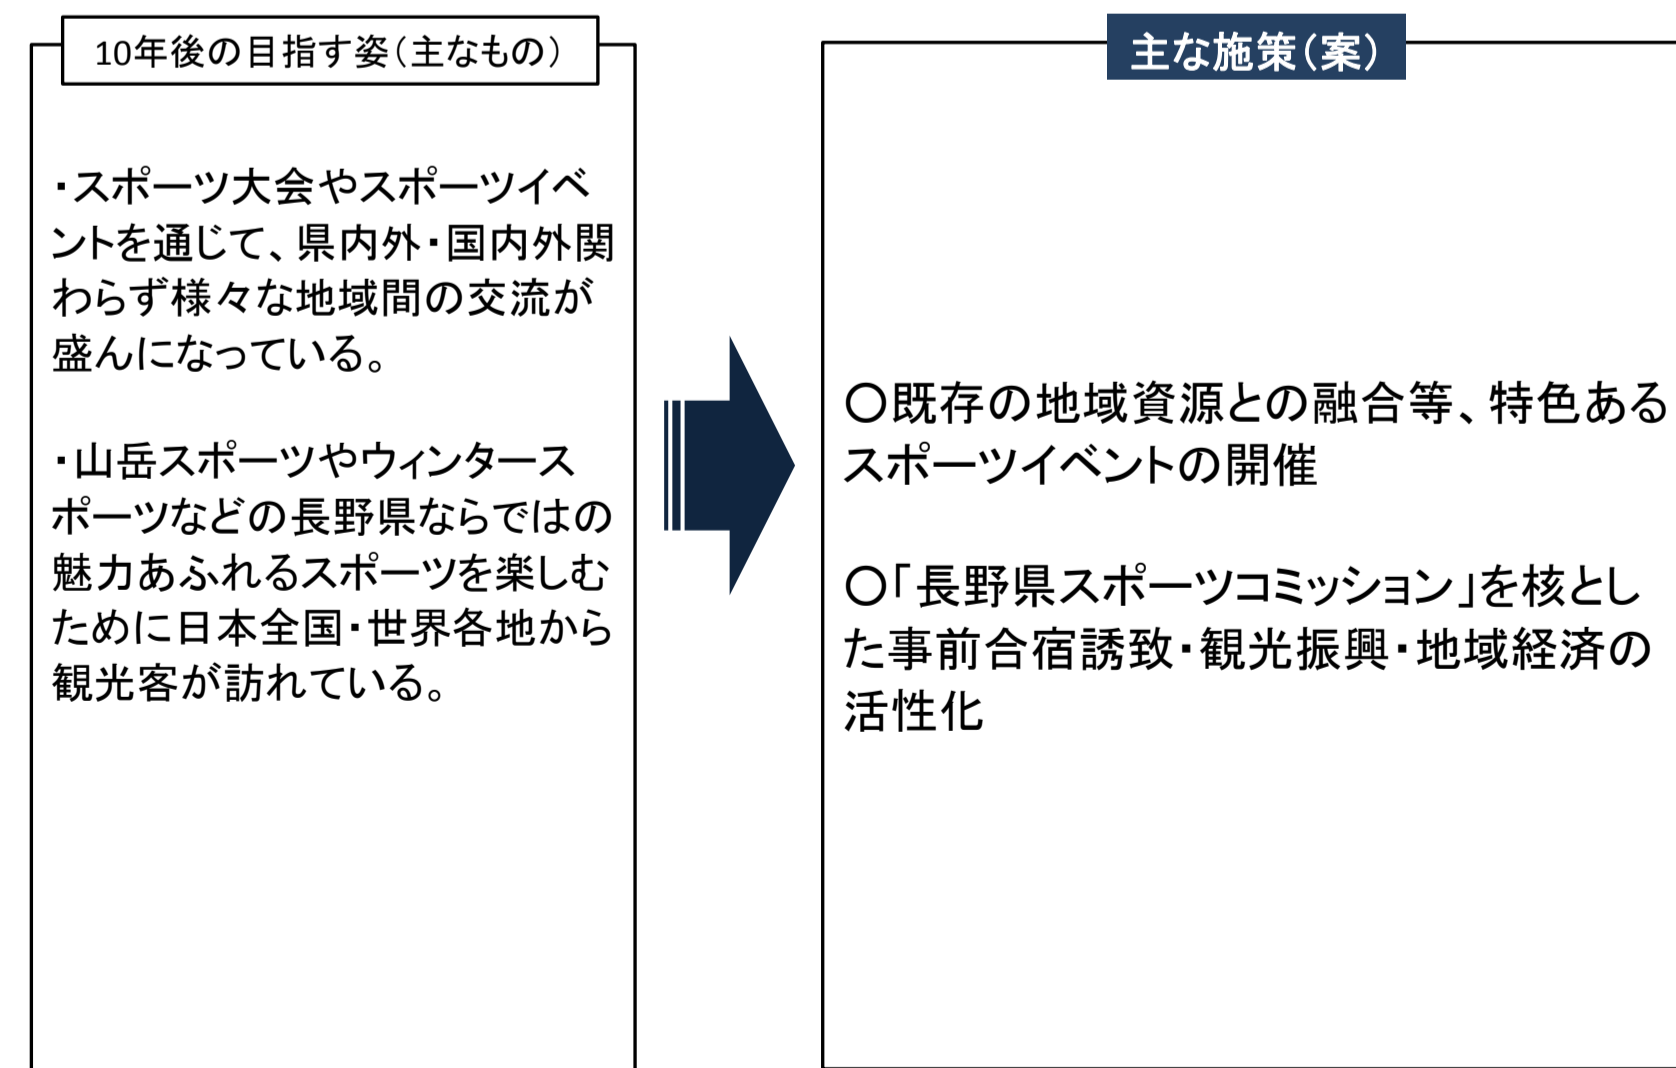 10年後の目指す姿（主なもの）
・スポーツ大会やスポーツイベ
ントを通じて、県内外・国内外関
わらず様々な地域間の交流が
盛んになっている。
・山岳スポーツやウィンタース
ポーツなどの長野県ならではの
魅力あふれるスポーツを楽しむ
ために日本全国・世界各地から
観光客が訪れている。
主な施策（案）
○既存の地域資源との融合等、特色ある
スポーツイベントの開催
○「長野県スポーツコミッション」を核とし
た事前合宿誘致・観光振興・地域経済の
活性化